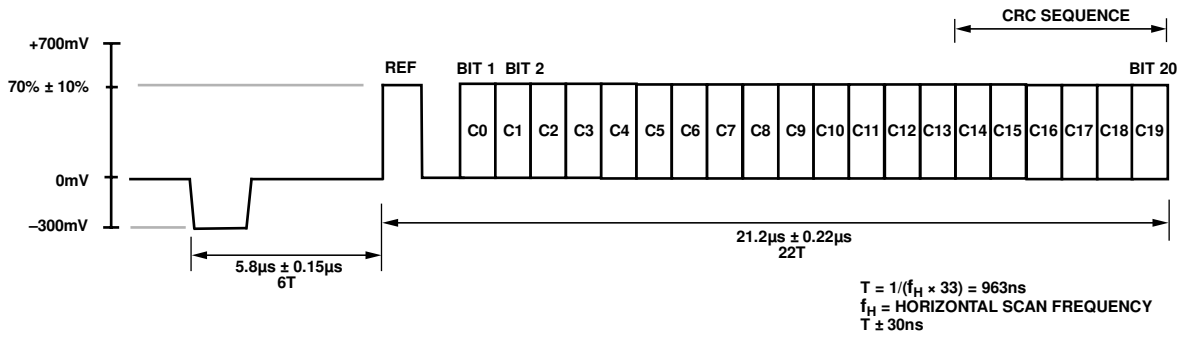 CRC SEQUENCE
+700mV
REF
BIT 1 BIT 2
BIT 20
70% ± 10%
C0 C1 C2 C3 C4 C5 C6 C7 C8 C9 C10 C11 C12 C13 C14 C15 C16 C17 C18 C19
0mV
–300mV
21.2µs ± 0.22µs
22T
5.8µs ± 0.15µs
6T
T = 1/(fH × 33) = 963ns
fH = HORIZONTAL SCAN FREQUENCY
T ± 30ns